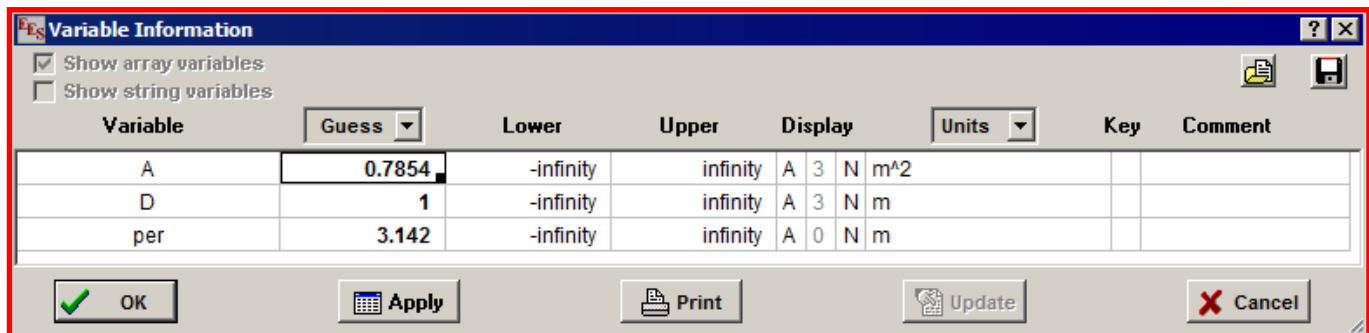 EES Variable Information ? X
Show array variables
Show string variables
Variable Guess Lower Upper Display Units Key Comment
A 0.7854 -infinity infinity A 3 N m^2
D 1 -infinity infinity A 3 N m
per 3.142 -infinity infinity A 0 N m
OK Apply Print Update Cancel